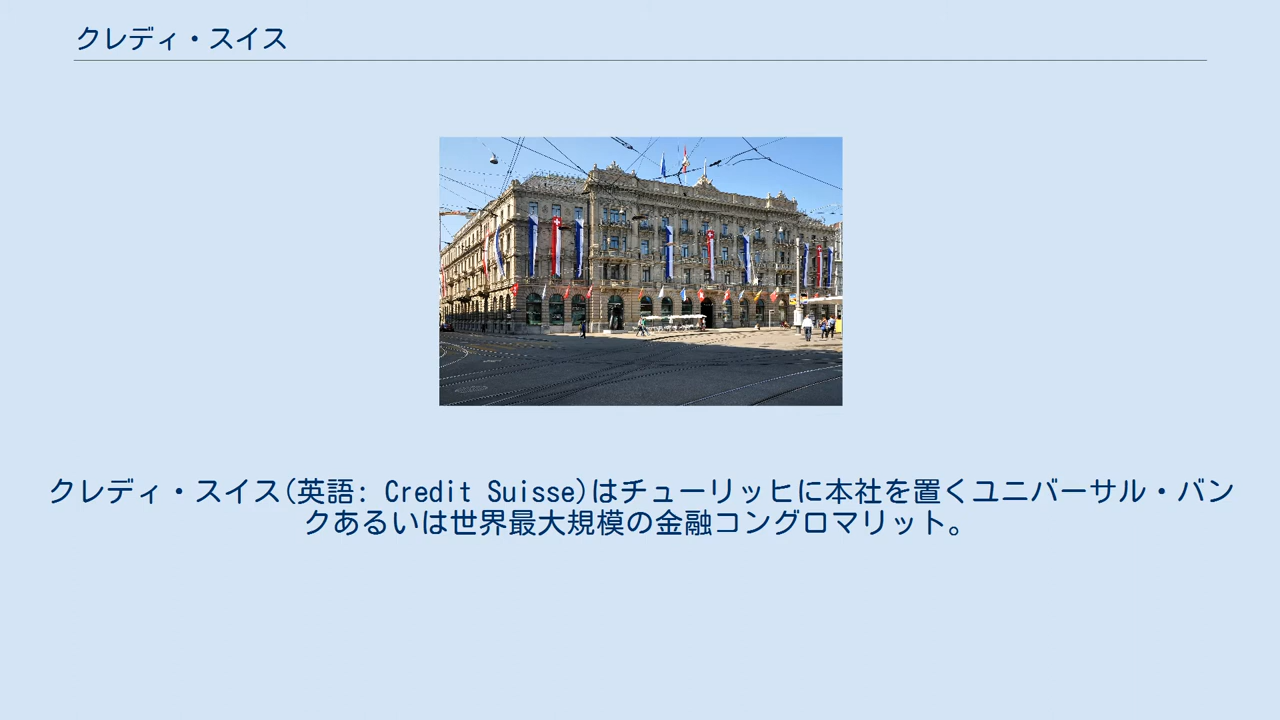 クレディ・スイス
クレディ・スイス(英語: Credit Suisse)はチューリッヒに本社を置くユニバーサル・バン
クあるいは世界最大規模の金融コングロマリット。